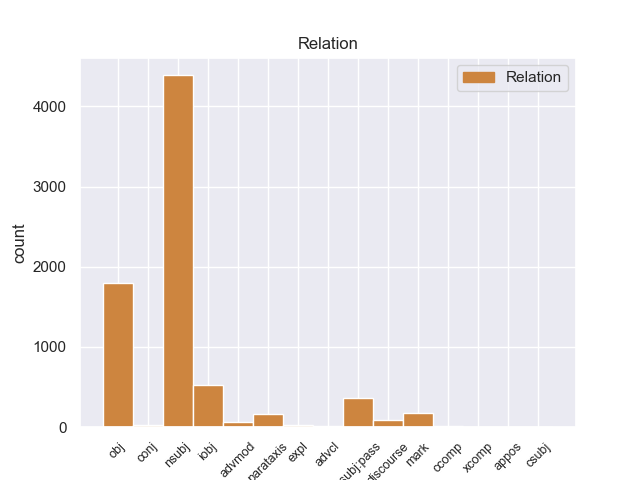 Relation
Relation
count
4000
3000
2000
1000
0
obj
conj
nsubj
iobj
advmod
parataxis
expl
advcl
subj:pass
discourse
mark
ccomp
xcomp
appos
csubj